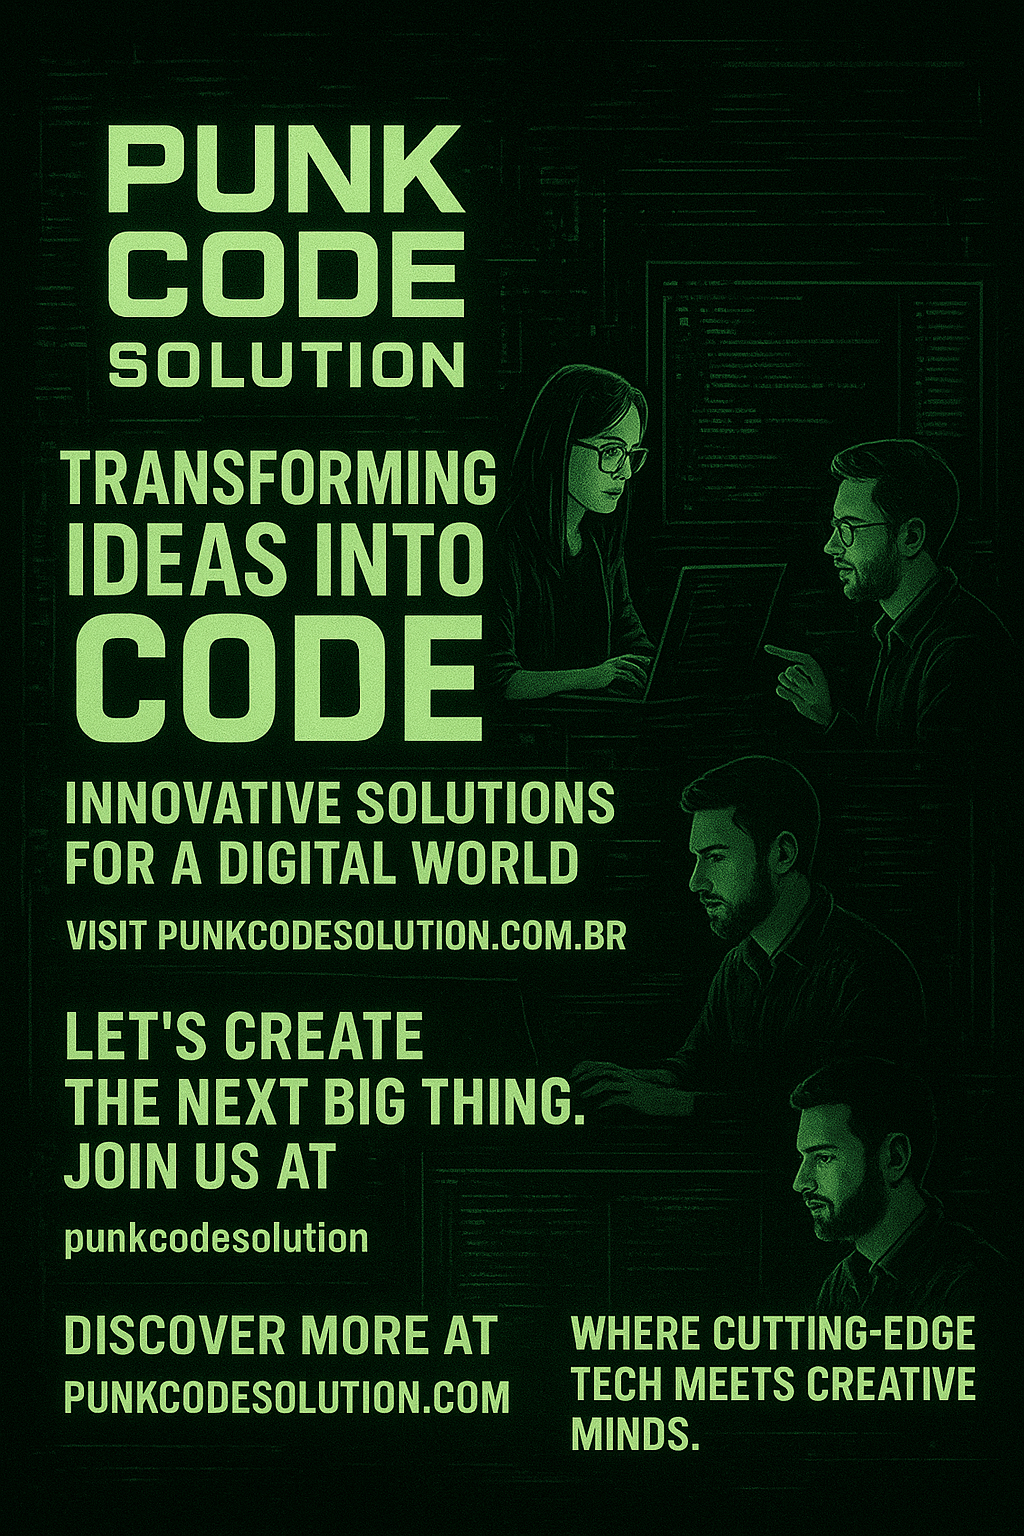 PUNK
CODE
SOLUTION
TRANSFORMING
IDEAS INTO
CODE
INNOVATIVE SOLUTIONS
FOR A DIGITAL WORLD
VISIT PUNKCODESOLUTION.COM.BR
LET'S CREATE
THE NEXT BIG THING.
JOIN US AT
punkcodesolution
DISCOVER MORE AT
PUNKCODESOLUTION.COM
WHERE CUTTING-EDGE
TECH MEETS CREATIVE
MINDS.